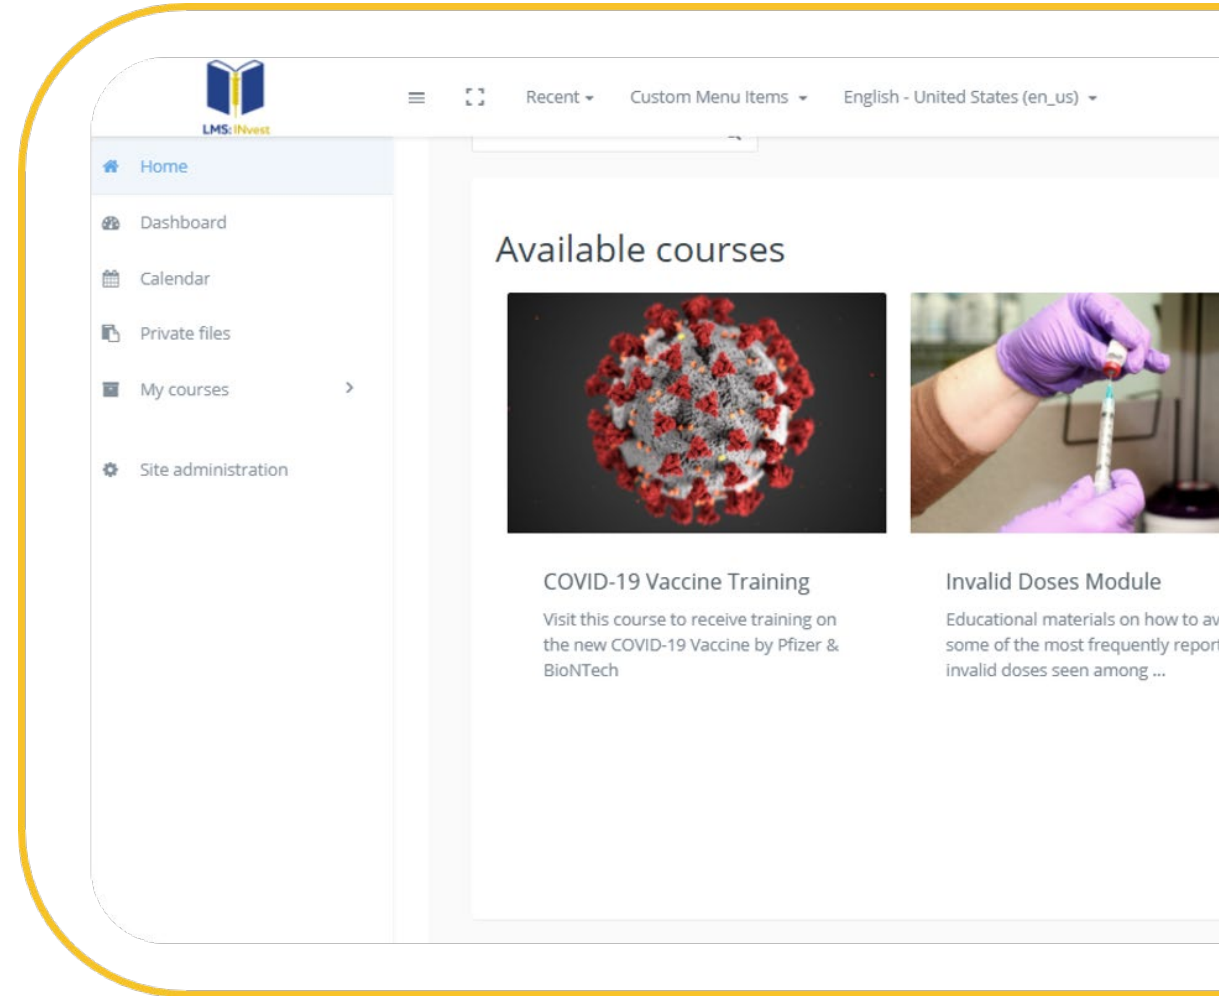 LMS: INvest
Recent
Custom Menu Items
English - United States (en_us)
Home
Dashboard
Calendar
Private files
My courses
Site administration
Available courses
COVID-19 Vaccine Training
Visit this course to receive training on
the new COVID-19 Vaccine by Pfizer &
BioNTech
Invalid Doses Module
Educational materials on how to av
some of the most frequently report
invalid doses seen among ...